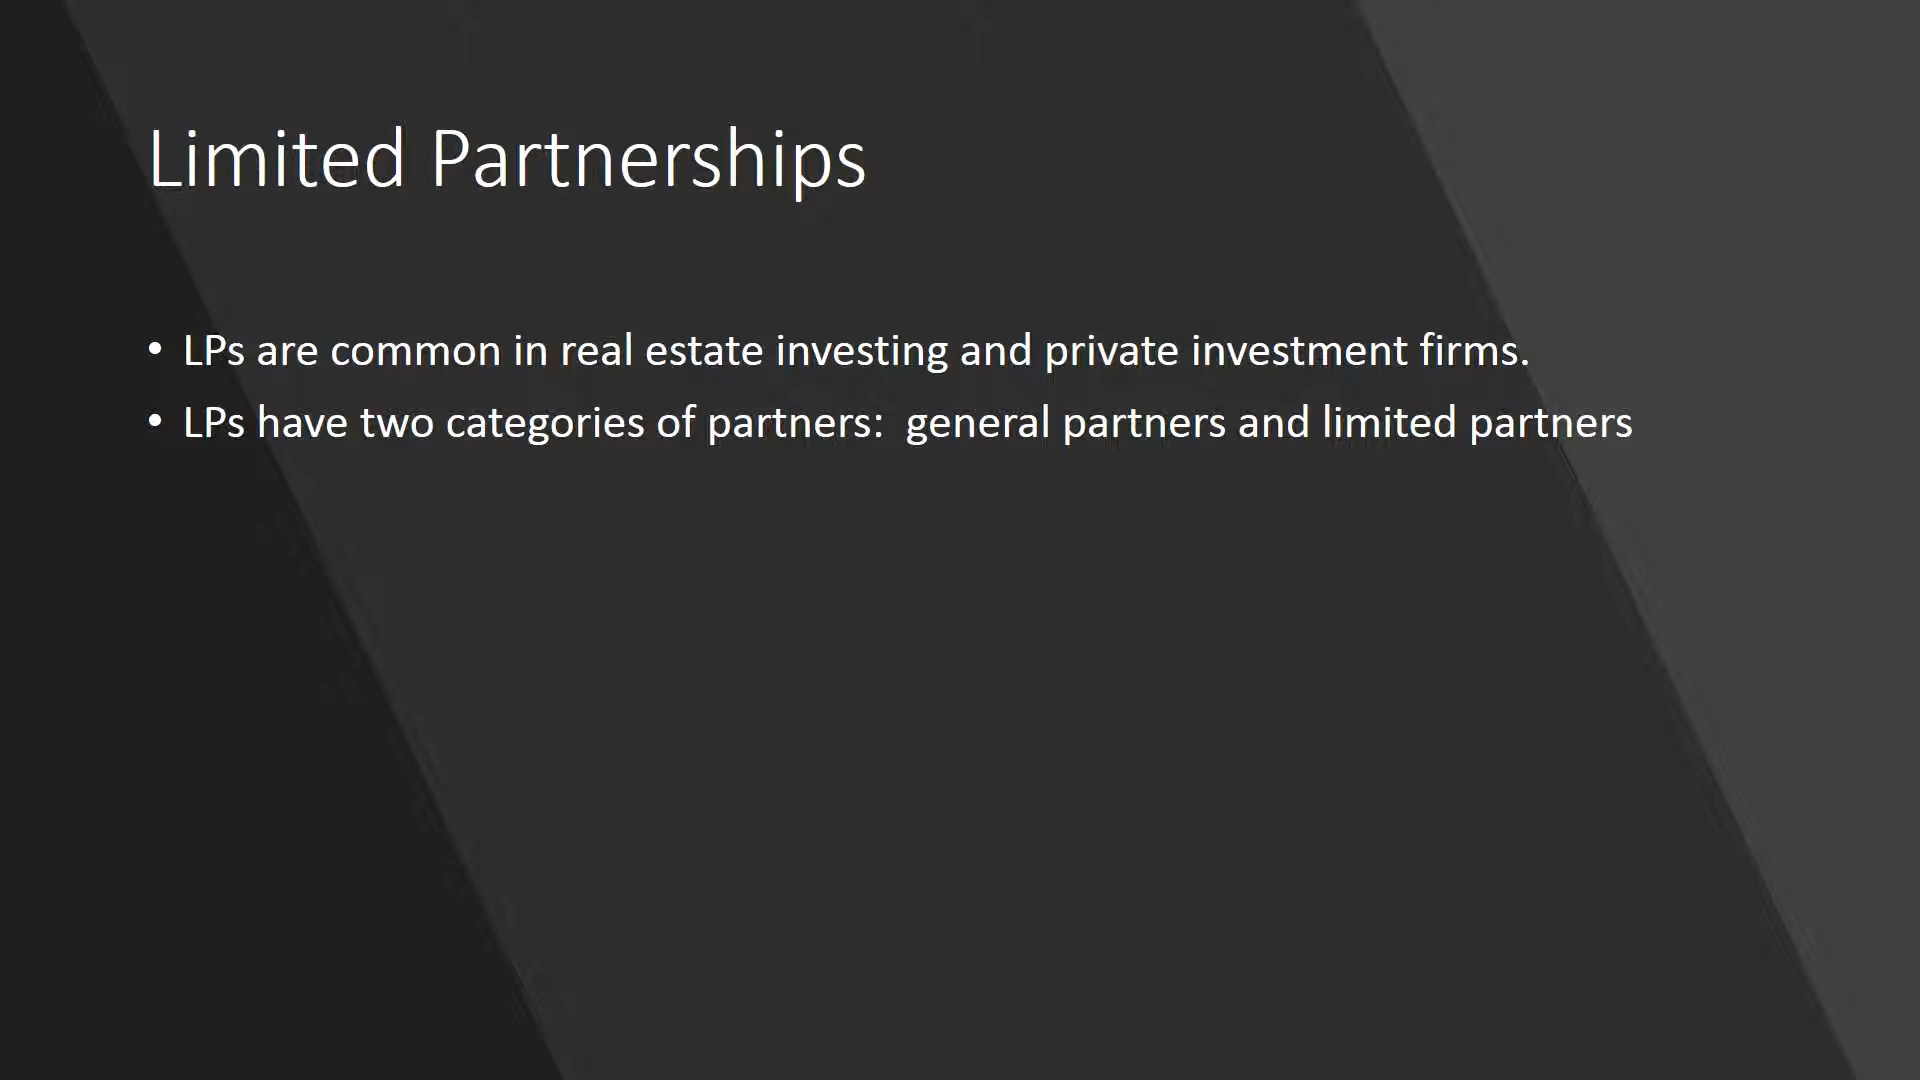 Limited Partnerships
• LPs are common in real estate investing and private investment firms.
• LPs have two categories of partners:  general partners and limited partners